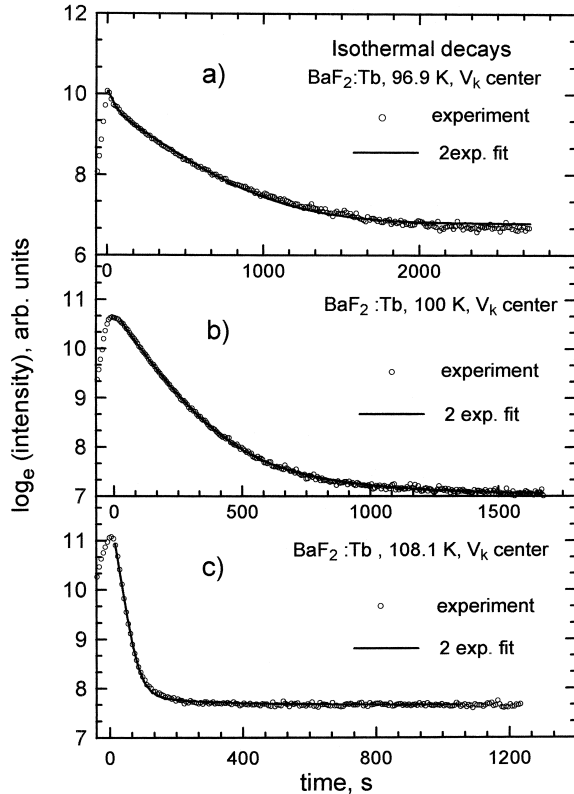 log_e (intensity), arb. units
12
10
8
6
a)
Isothermal decays
BaF₂:Tb, 96.9 K, Vₖ center
experiment
2exp. fit
0 1000 2000
11
10
9
8
7
b)
BaF₂ :Tb, 100 K, Vₖ center
experiment
2 exp. fit
0 500 1000 1500
11
10
9
8
7
c)
BaF₂ :Tb , 108.1 K, Vₖ center
experiment
2 exp. fit
0 400 800 1200
time, s